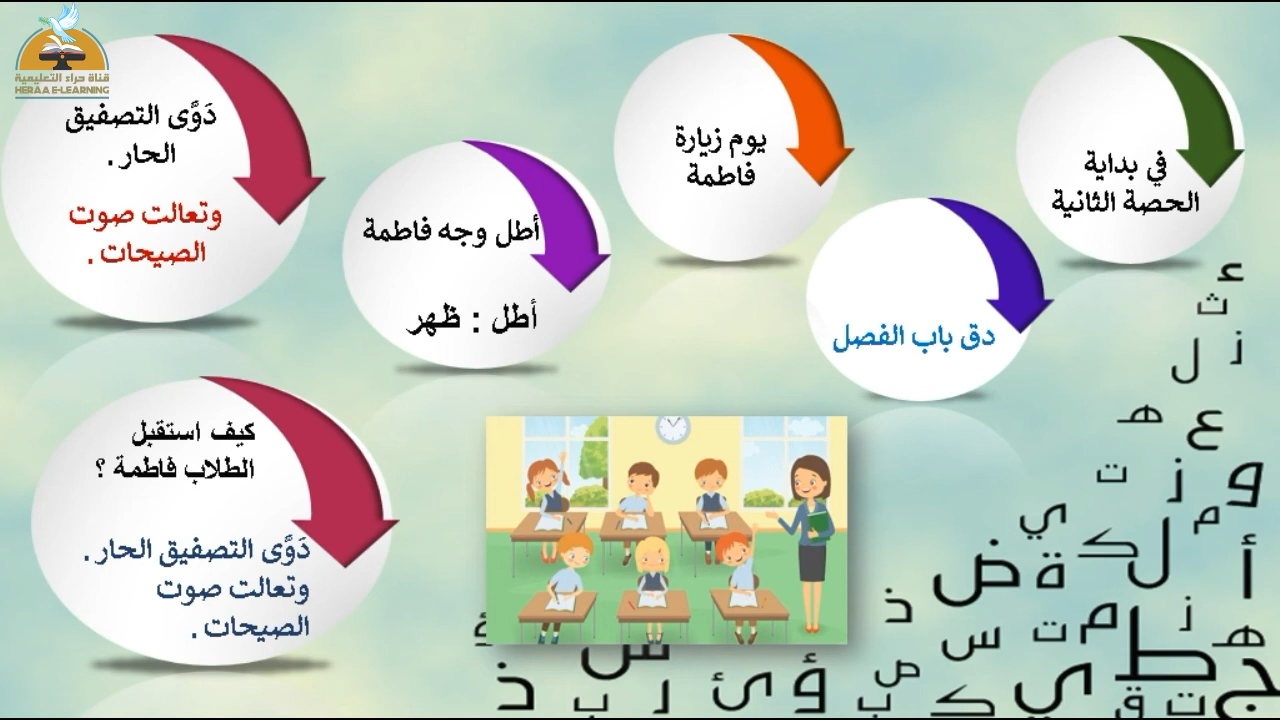 قناة حراء التعليمية
HERAA E-LEARNING
في بداية
الحصة الثانية
دق باب الفصل
يوم زيارة
فاطمة
أطل وجه فاطمة
أطل : ظهر
دَوَّى التصفيق
الحار .
وتعالت صوت
الصيحات .
كيف استقبل
الطلاب فاطمة ؟
دَوَّى التصفيق الحار .
وتعالت صوت
الصيحات .
ء
ث
ن
ل
ع
ه
و
ن
ت
م
ي
أ
ل
ك
ق
ض
ز
ذ
ه
م
ت
س
ط
ج
ي
ص
ؤ
ئ
س
ذ
ر
ب
ب
ك
ق
ت